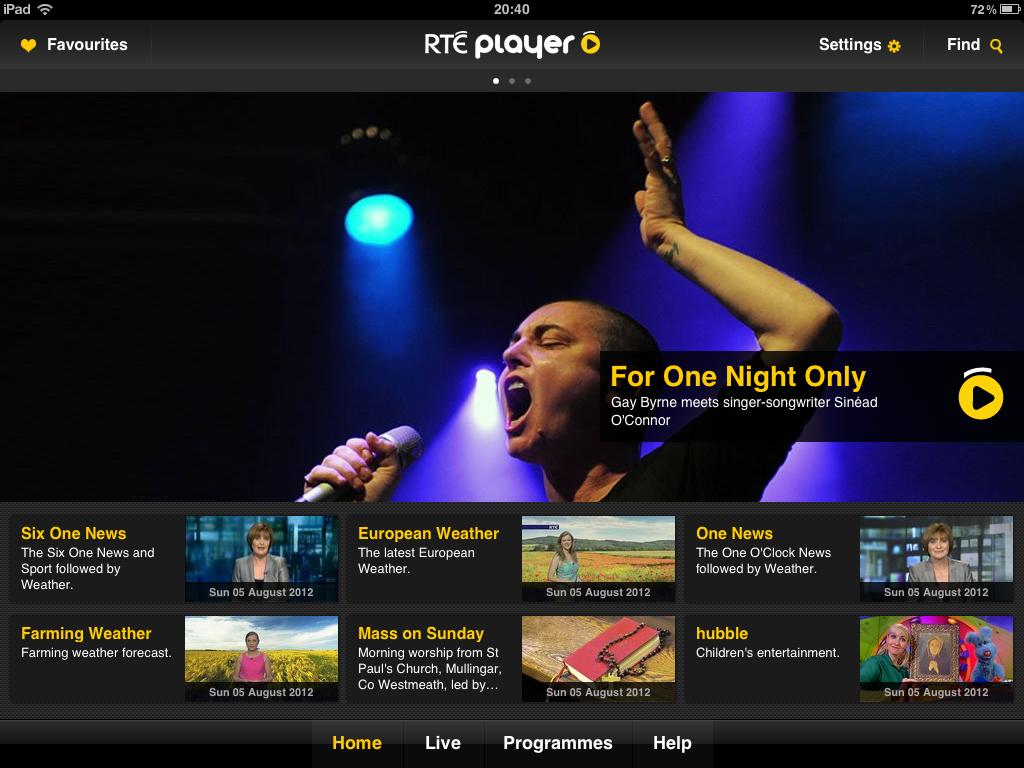 iPad 20:40 72%
Favourites RTÉ player Settings Find
For One Night Only
Gay Byrne meets singer-songwriter Sinéad
O'Connor
Six One News
The Six One News and
Sport followed by
Weather.
Sun 05 August 2012
European Weather
The latest European
Weather.
RTÉ
Sun 05 August 2012
One News
The One O'Clock News
followed by Weather.
Sun 05 August 2012
Farming Weather
Farming weather forecast.
Sun 05 August 2012
Mass on Sunday
Morning worship from St
Paul's Church, Mullingar,
Co Westmeath, led by…
Sun 05 August 2012
hubble
Children's entertainment.
Sun 05 August 2012
Home Live Programmes Help